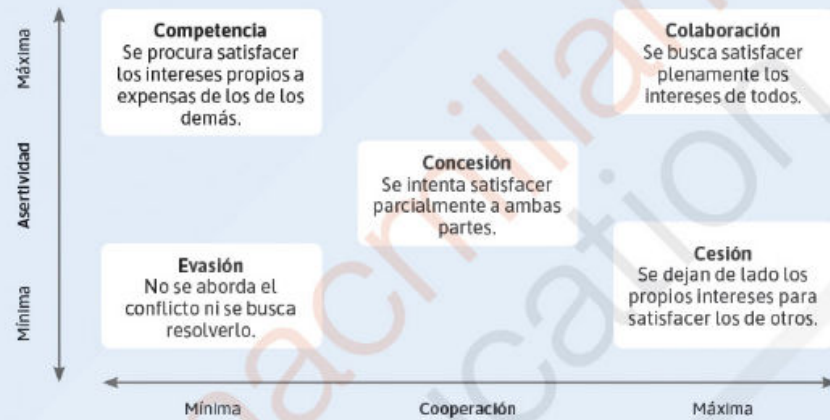 Máxima
Asertividad
Mínima
Competencia
Se procura satisfacer
los intereses propios a
expensas de los de los
demás.
Colaboración
Se busca satisfacer
plenamente los
intereses de todos.
Concesión
Se intenta satisfacer
parcialmente a ambas
partes.
Evasión
No se aborda el
conflicto ni se busca
resolverlo.
Cesión
Se dejan de lado los
propios intereses para
satisfacer los de otros.
Mínima
Cooperación
Máxima
macmillan
education